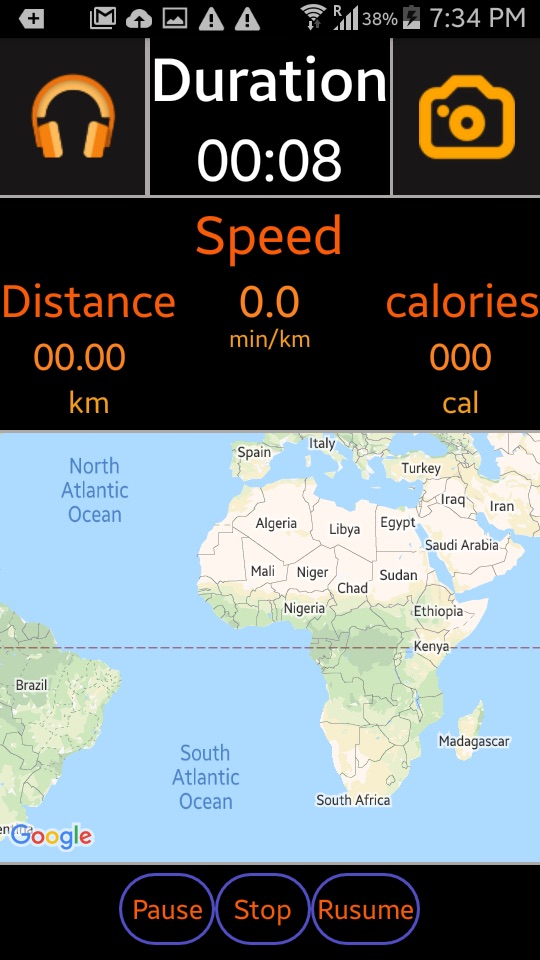 R 38% 7:34 PM
Duration
00:08
Speed
Distance 0.0 calories
min/km
00.00 000
km cal
North
Atlantic
Ocean
Spain
Italy
Turkey
Iraq
Iran
Algeria
Libya
Egypt
Saudi Arabia
Mali
Niger
Chad
Sudan
Nigeria
Ethiopia
Kenya
Brazil
Madagascar
South
Atlantic
Ocean
South Africa
Google
Pause Stop Rusume